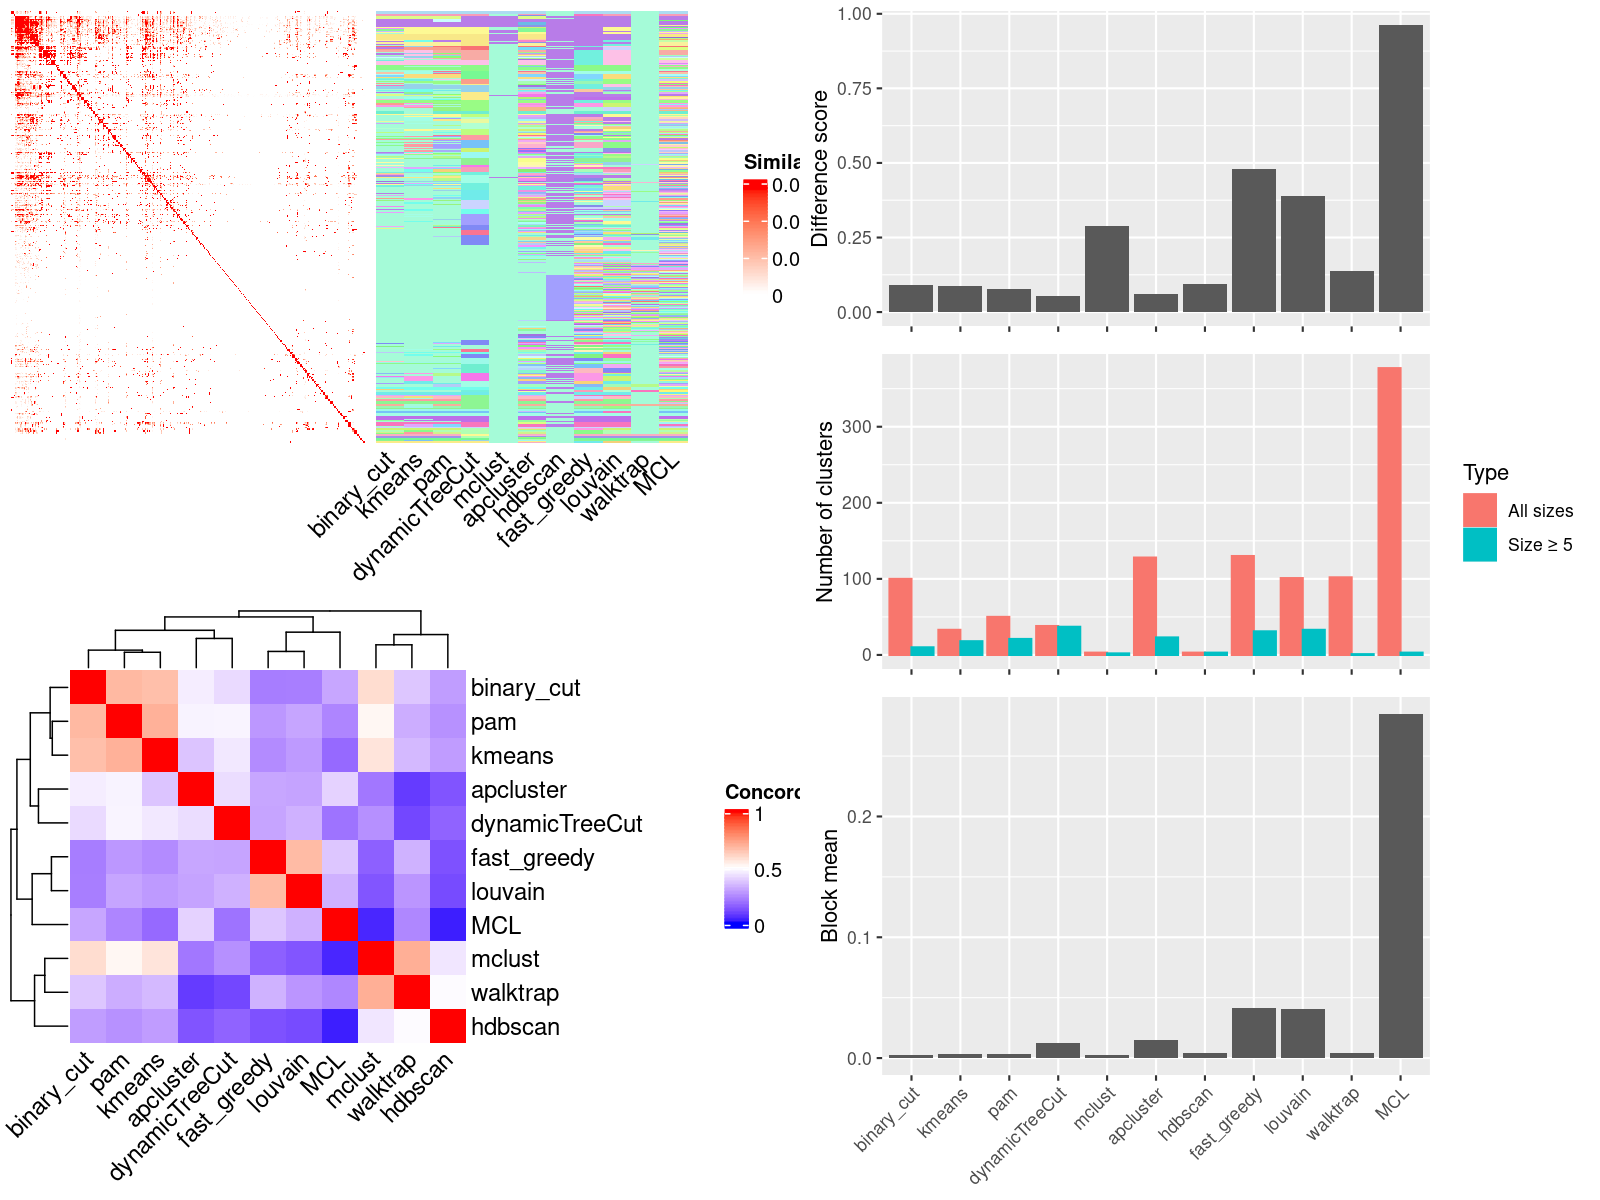 Simila
0.0
0.0
0.0
0
binary_cut
kmeans
pam
dynamicTreeCut
mclust
apcluster
hdbscan
fast_greedy
louvain
walktrap
MCL
binary_cut
pam
kmeans
apcluster
dynamicTreeCut
fast_greedy
louvain
MCL
mclust
walktrap
hdbscan
binary_cut
pam
kmeans
apcluster
dynamicTreeCut
fast_greedy
louvain
MCL
mclust
walktrap
hdbscan
Concord
1
0.5
0
Difference score
1.00
0.75
0.50
0.25
0.00
Number of clusters
300
200
100
0
Type
All sizes
Size ≥ 5
Block mean
0.2
0.1
0.0
binary_cut
kmeans
pam
dynamicTreeCut
mclust
apcluster
hdbscan
fast_greedy
louvain
walktrap
MCL